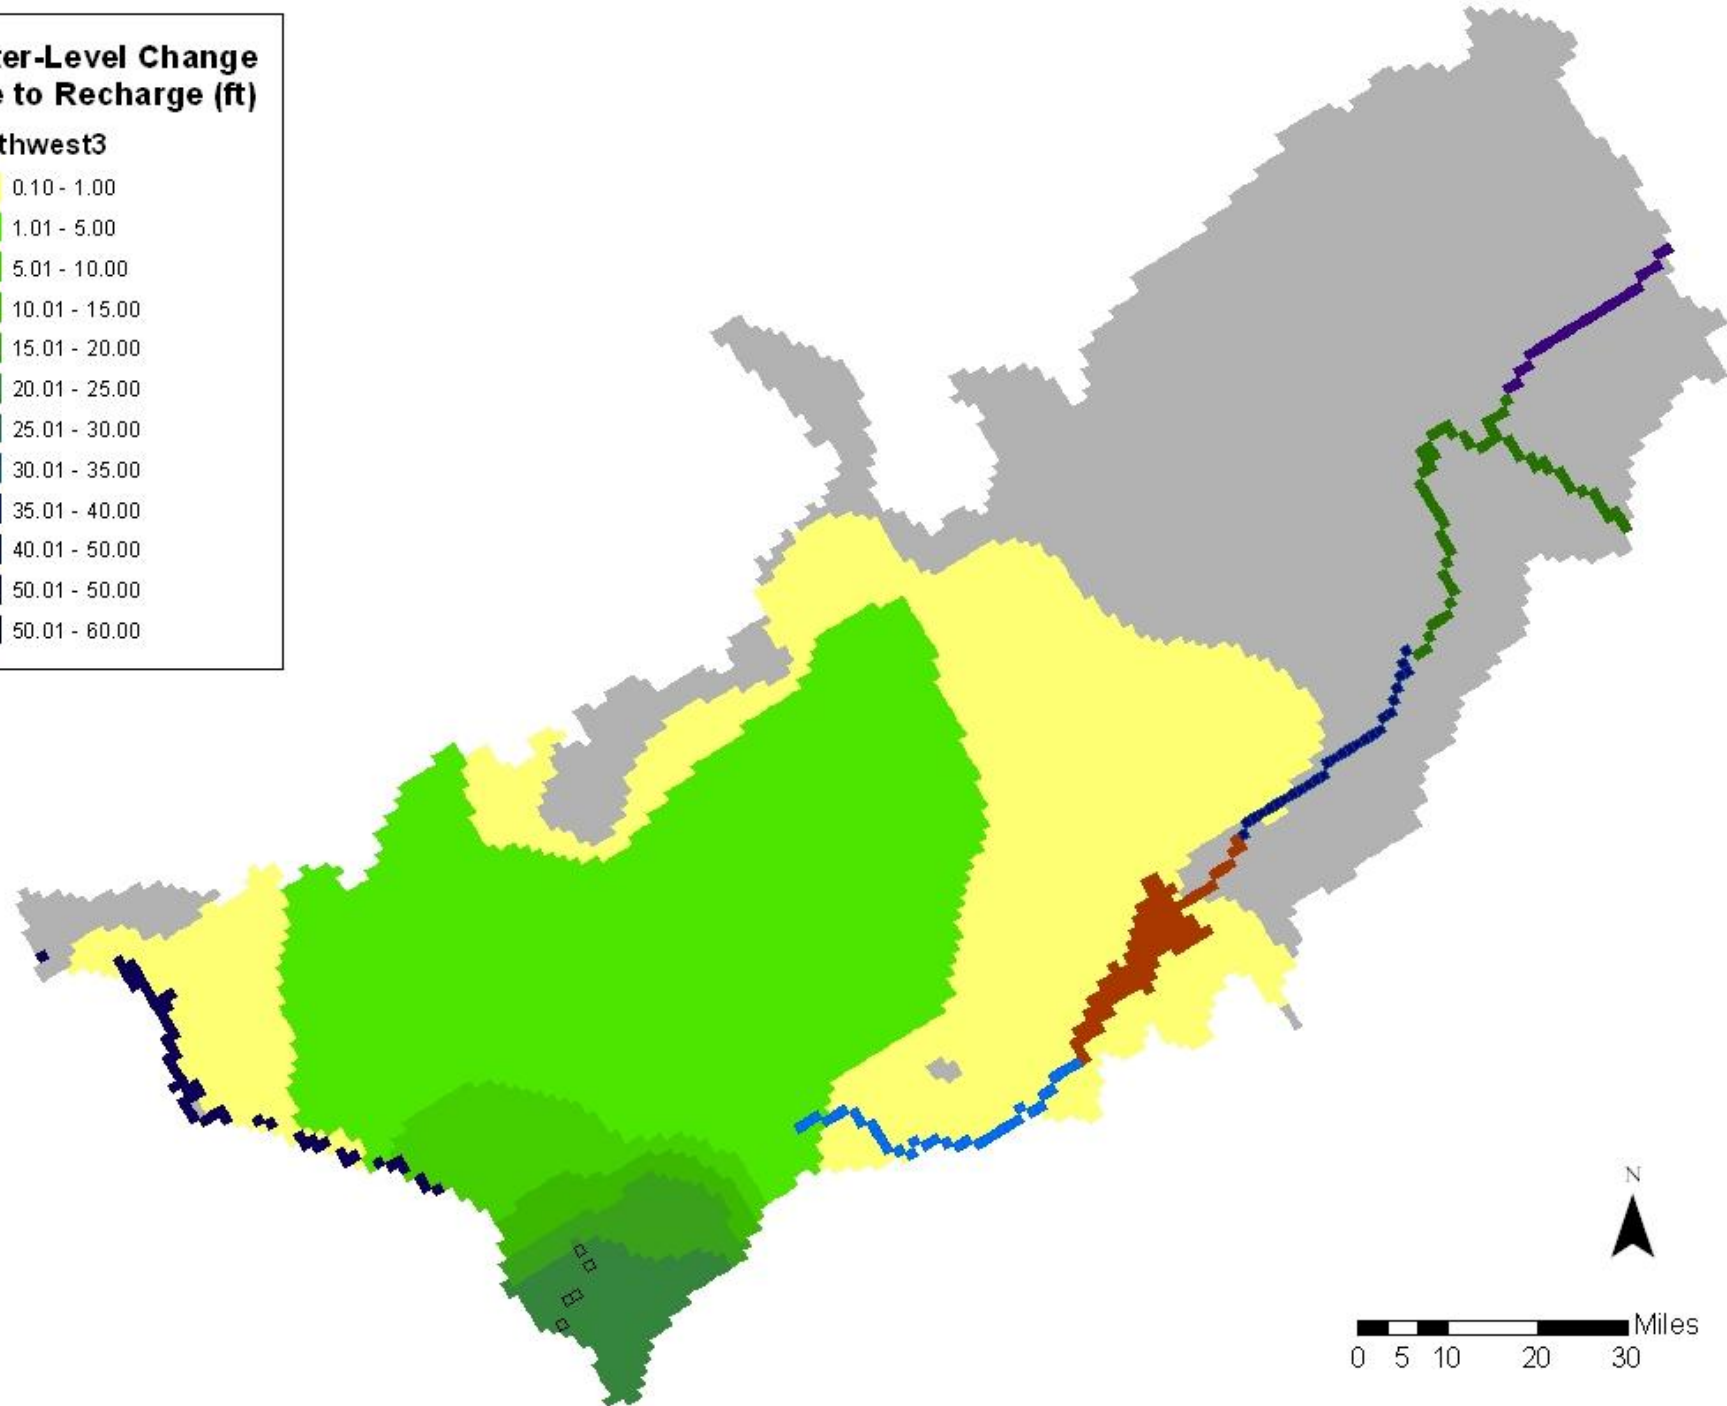 ter-Level Change
e to Recharge (ft)
thwest3
0.10 - 1.00
1.01 - 5.00
5.01 - 10.00
10.01 - 15.00
15.01 - 20.00
20.01 - 25.00
25.01 - 30.00
30.01 - 35.00
35.01 - 40.00
40.01 - 50.00
50.01 - 50.00
50.01 - 60.00
N
Miles
0 5 10 20 30